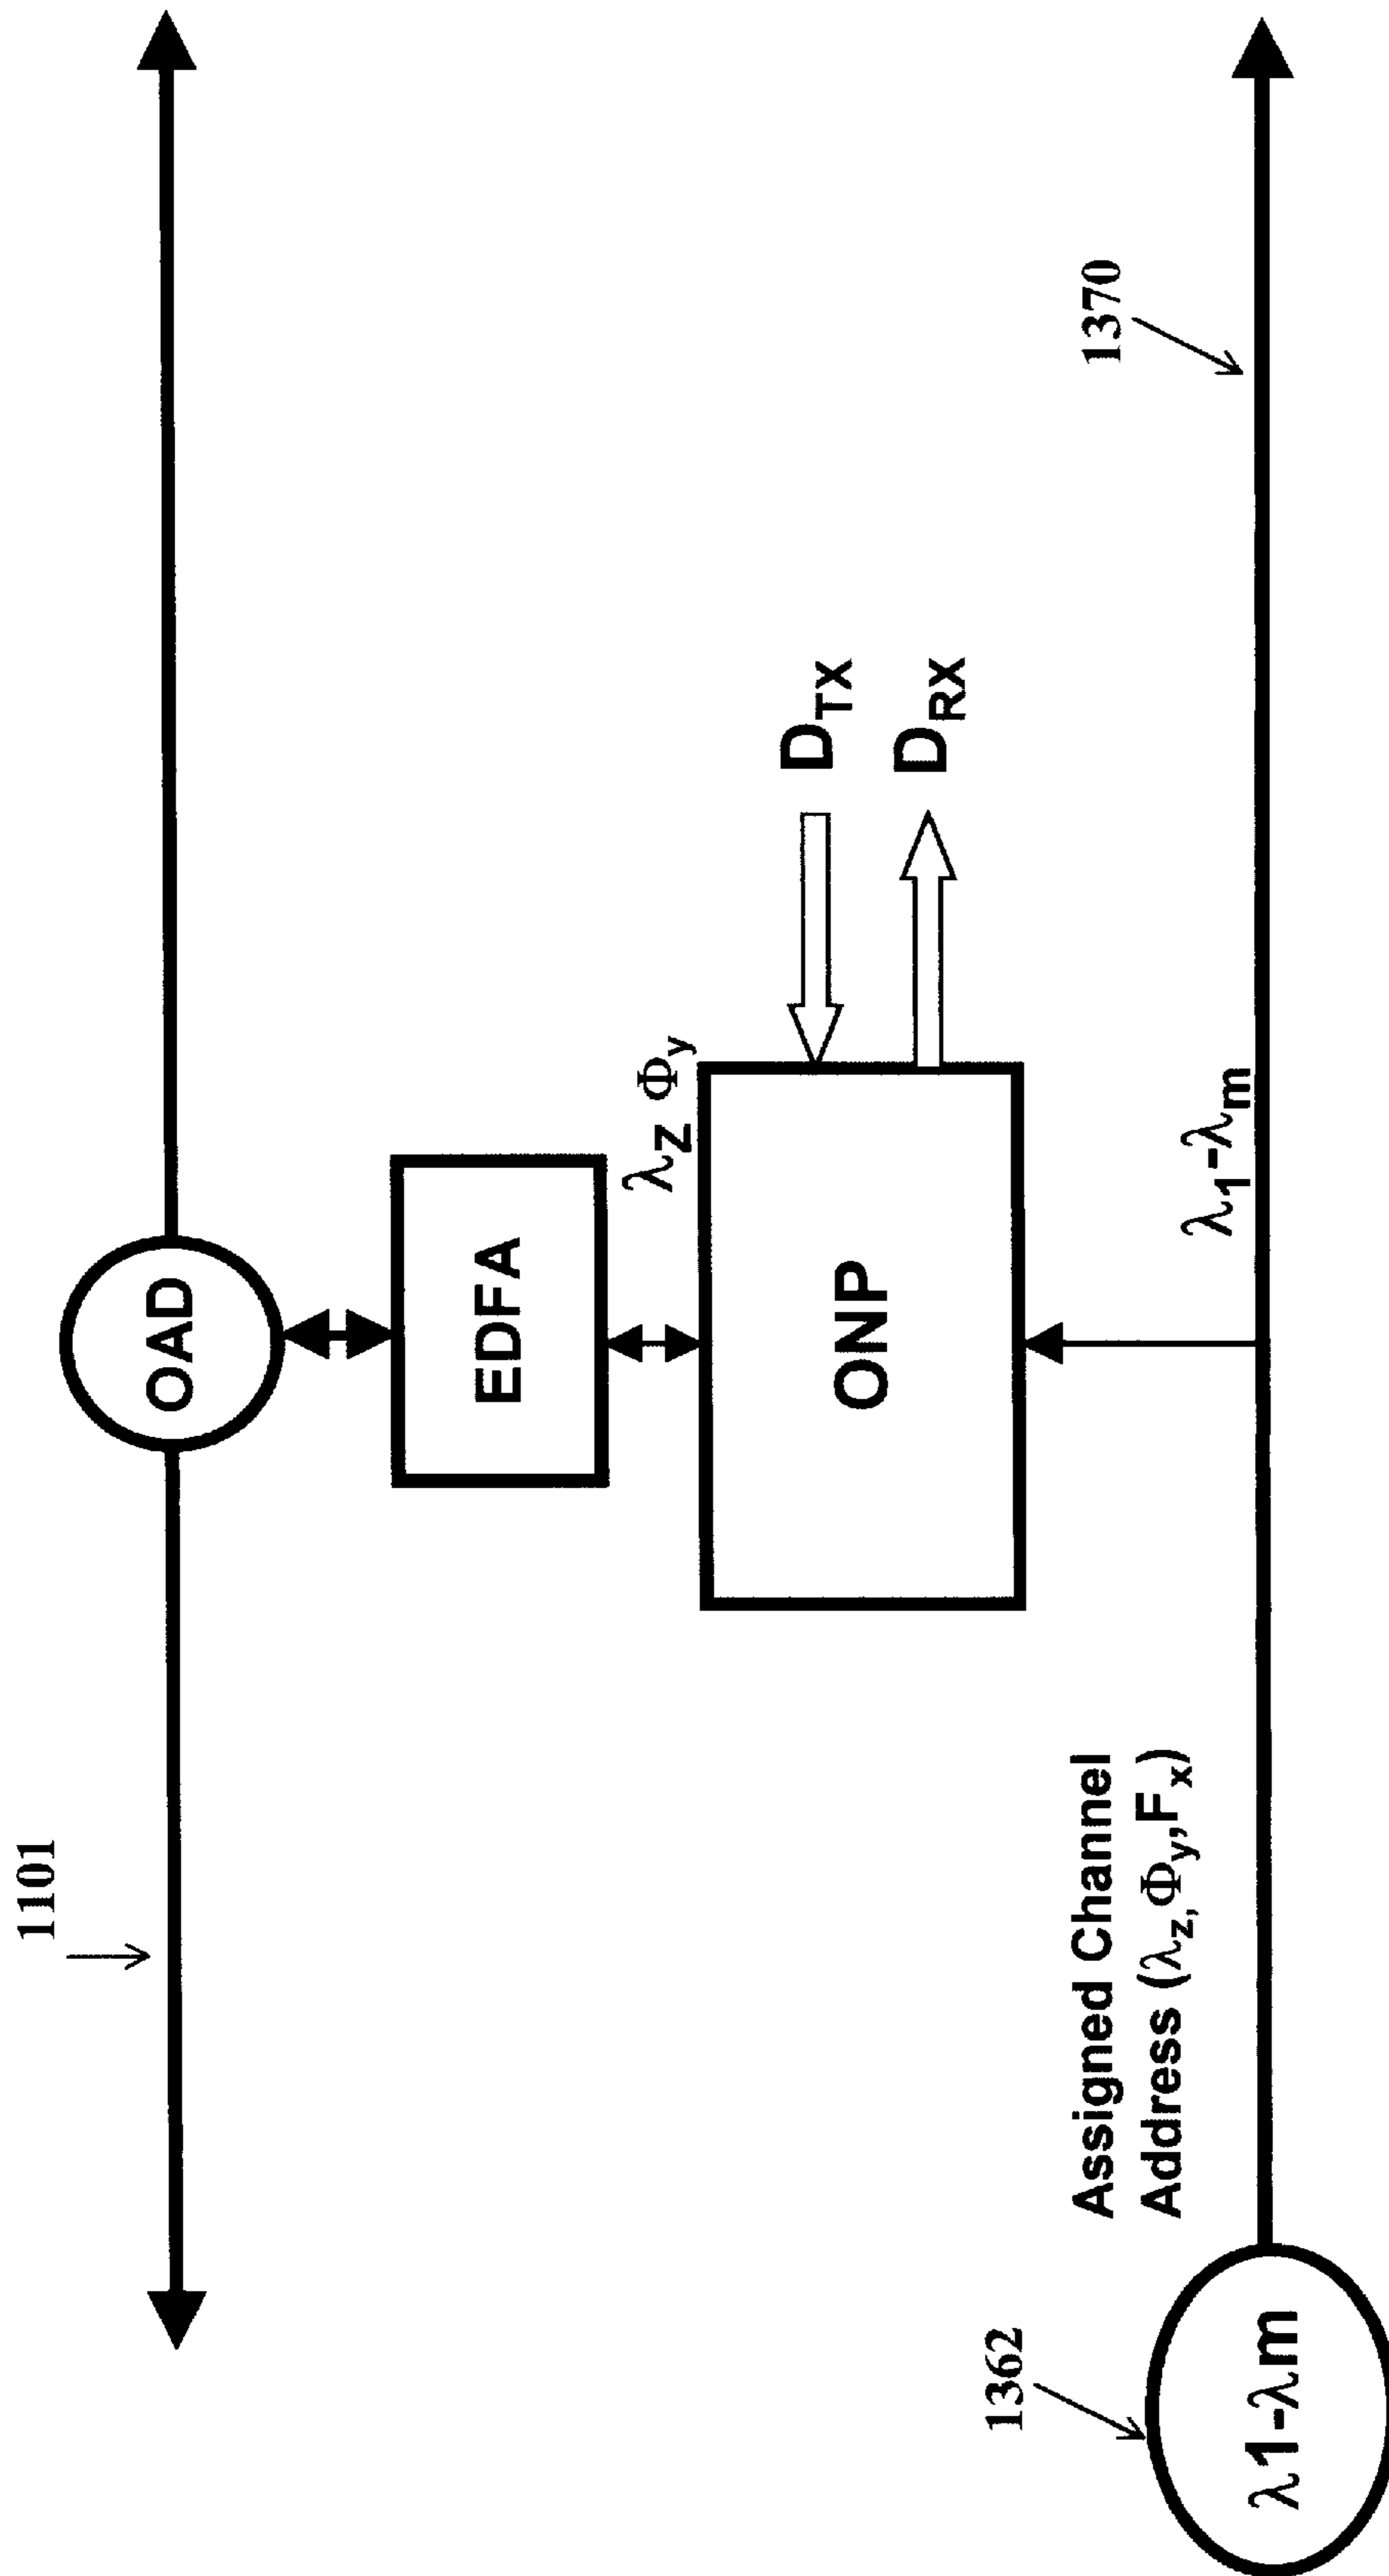 1101
OAD
EDFA
λZ Φy
ONP
DTX
DRX
1370
λ1-λm
Assigned Channel
Address (λz,Φy,Fx)
1362
λ1-λm